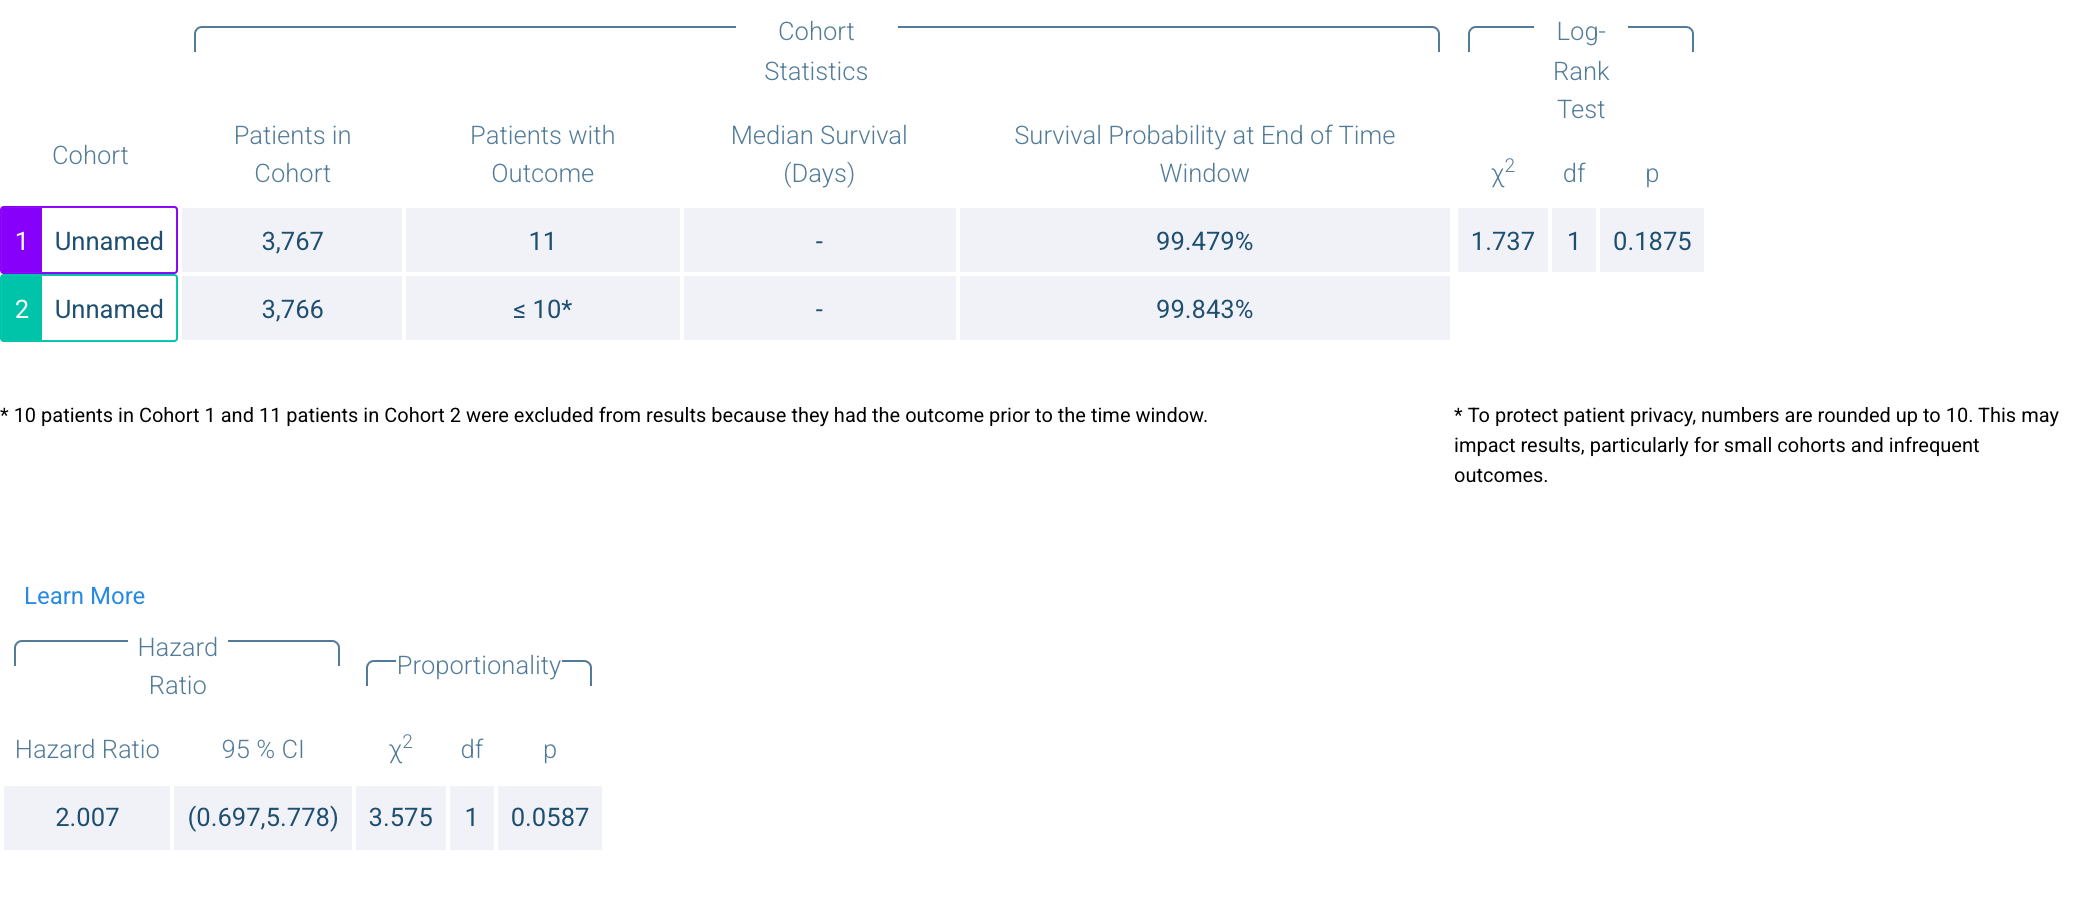 Cohort
Statistics
Log-
Rank
Test
Cohort
Patients in
Cohort
Patients with
Outcome
Median Survival
(Days)
Survival Probability at End of Time
Window
χ² df p
1 Unnamed 3,767 11 - 99.479% 1.737 1 0.1875
2 Unnamed 3,766 ≤ 10* - 99.843%
* 10 patients in Cohort 1 and 11 patients in Cohort 2 were excluded from results because they had the outcome prior to the time window.
* To protect patient privacy, numbers are rounded up to 10. This may
impact results, particularly for small cohorts and infrequent
outcomes.
Learn More
Hazard
Ratio
Proportionality
Hazard Ratio 95 % CI χ² df p
2.007 (0.697,5.778) 3.575 1 0.0587